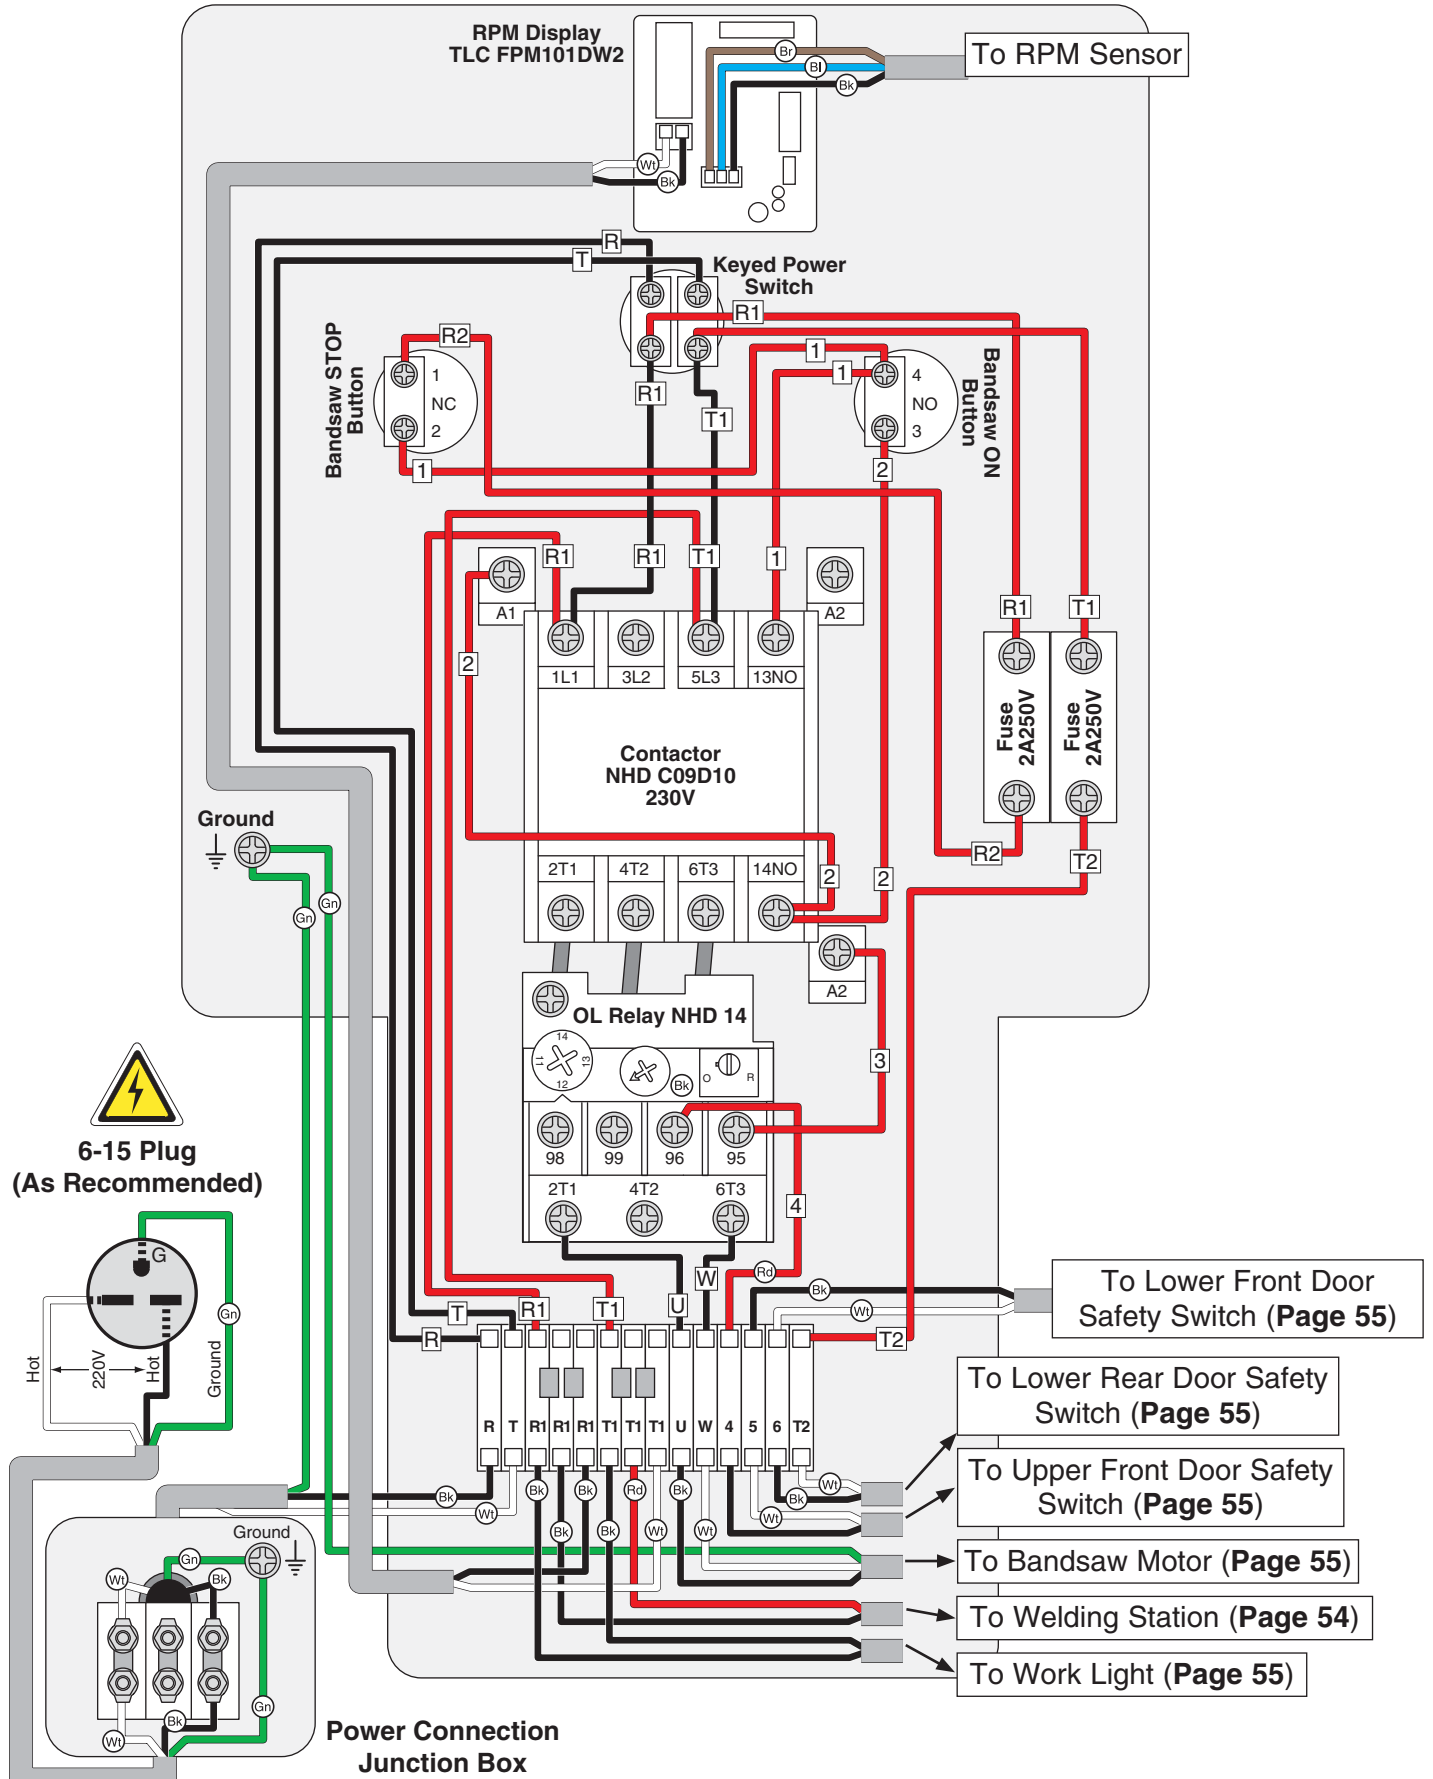 RPM Display
TLC FPM101DW2
Br
Bl
Bk
To RPM Sensor
Wt
Bk
R
T
Keyed Power
Switch
R1
R2
1
1
Bandsaw STOP
Button
1
NC
2
R1
T1
4
NO
3
Bandsaw ON
Button
1
2
R1
R1
T1
1
A1
A2
R1
T1
2
1L1
3L2
5L3
13NO
Fuse
2A250V
Fuse
2A250V
Contactor
NHD C09D10
230V
Ground
R2
T2
2T1
4T2
6T3
14NO
2
2
Gn
Gn
A2
OL Relay NHD 14
14
11
13
12
Bk
O
R
3
98
99
96
95
2T1
4T2
6T3
4
6-15 Plug
(As Recommended)
G
Gn
Hot
220V
Hot
Ground
W
Rd
U
Bk
Wt
To Lower Front Door
Safety Switch (Page 55)
T
R1
T1
R
T2
R
T
R1
R1
R1
T1
T1
T1
U
W
4
5
6
T2
To Lower Rear Door Safety
Switch (Page 55)
Bk
Wt
Bk
Bk
Bk
Bk
Rd
Wt
Bk
Wt
Wt
Bk
Wt
To Upper Front Door Safety
Switch (Page 55)
To Bandsaw Motor (Page 55)
To Welding Station (Page 54)
To Work Light (Page 55)
Ground
Gn
Wt
Bk
Gn
Bk
Wt
Power Connection
Junction Box